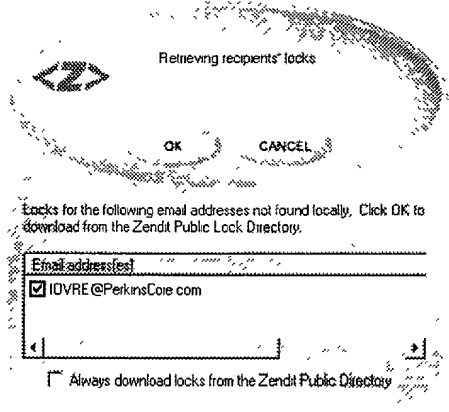 Z
Retrieving recipients' locks
OK
CANCEL
Locks for the following email addresses not found locally. Click OK to
download from the Zendit Public Lock Directory.
Email address(es)
IOVRE@PerkinsCoie.com
Always download locks from the Zendit Public Directory